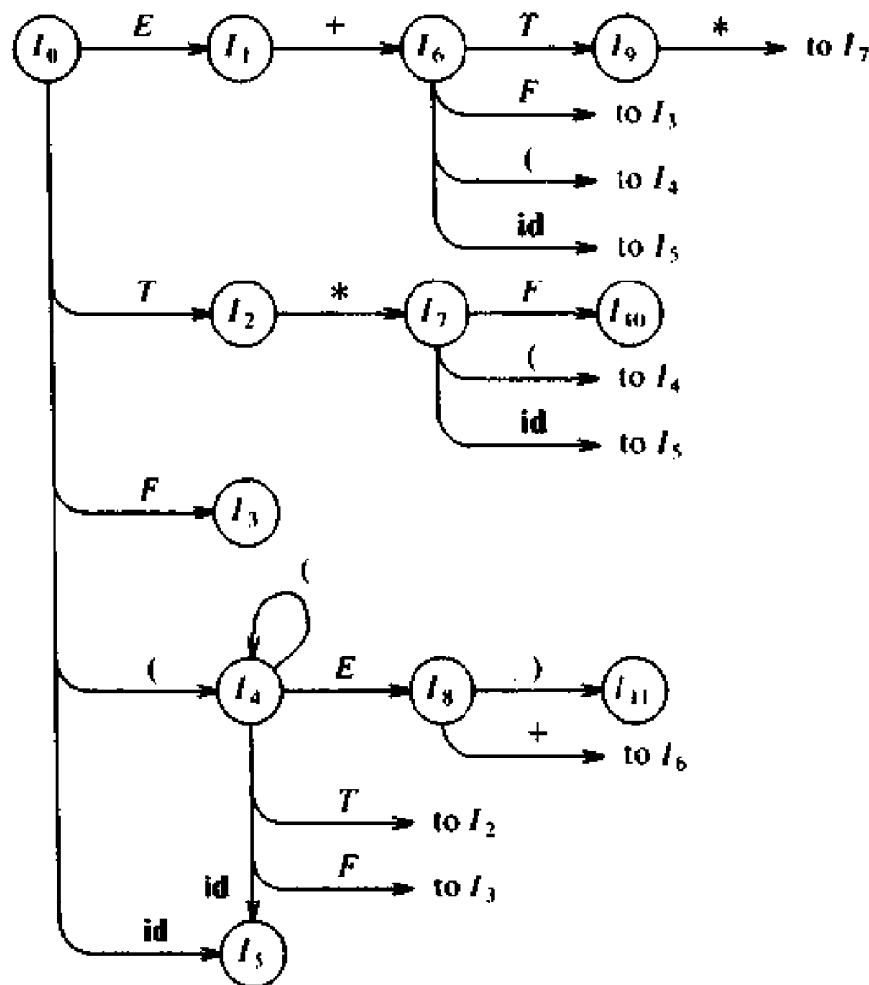 I₀ E I₁ + I₆ T I₉ * to I₇
F to I₃
( to I₄
id to I₅
T I₂ * I₇ F I₁₀
( to I₄
id to I₅
F I₃
(
( I₄ E I₈ ) I₁₁
+ to I₆
T to I₂
id F to I₃
id I₅